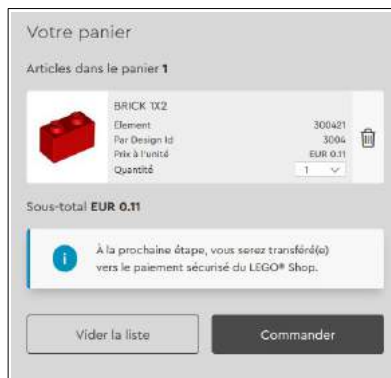 Votre panier
Articles dans le panier 1
BRICK 1X2
Element 300421
Par Design Id 3004
Prix à l'unité EUR 0.11
Quantité 1
Sous-total EUR 0.11
À la prochaine étape, vous serez transféré(e)
vers le paiement sécurisé du LEGO® Shop.
Vider la liste Commander